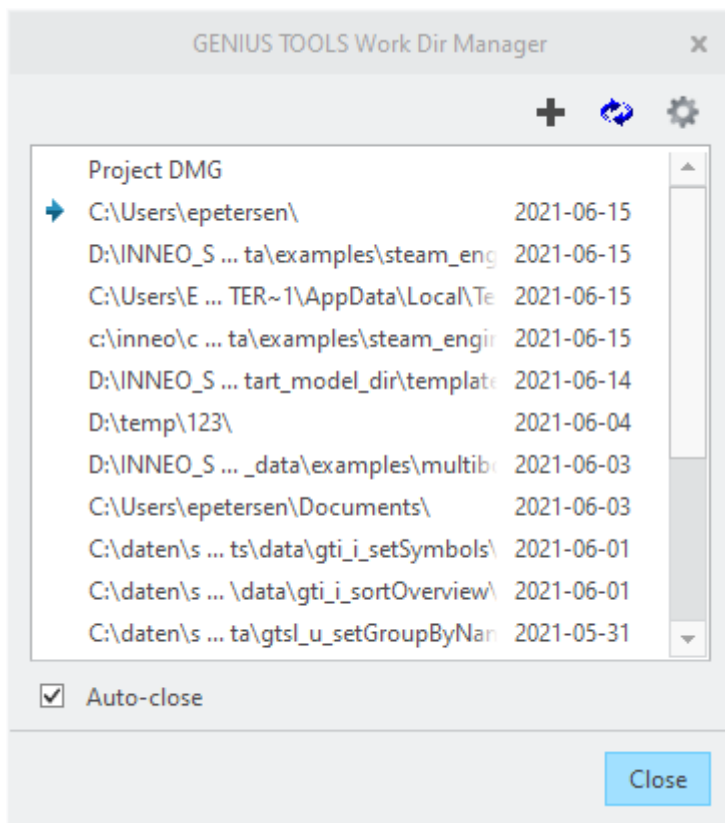 GENIUS TOOLS Work Dir Manager
Project DMG
C:\Users\epetersen\ 2021-06-15
D:\INNEO_S ... ta\examples\steam_eng 2021-06-15
C:\Users\E ... TER~1\AppData\Local\Te 2021-06-15
c:\inneo\c ... ta\examples\steam_engin 2021-06-15
D:\INNEO_S ... tart_model_dir\template 2021-06-14
D:\temp\123\ 2021-06-04
D:\INNEO_S ... _data\examples\multib 2021-06-03
C:\Users\epetersen\Documents\ 2021-06-03
C:\daten\s ... ts\data\gti_i_setSymbols\ 2021-06-01
C:\daten\s ... \data\gti_i_sortOverview\ 2021-06-01
C:\daten\s ... ta\gtsl_u_setGroupByNan 2021-05-31
Auto-close
Close